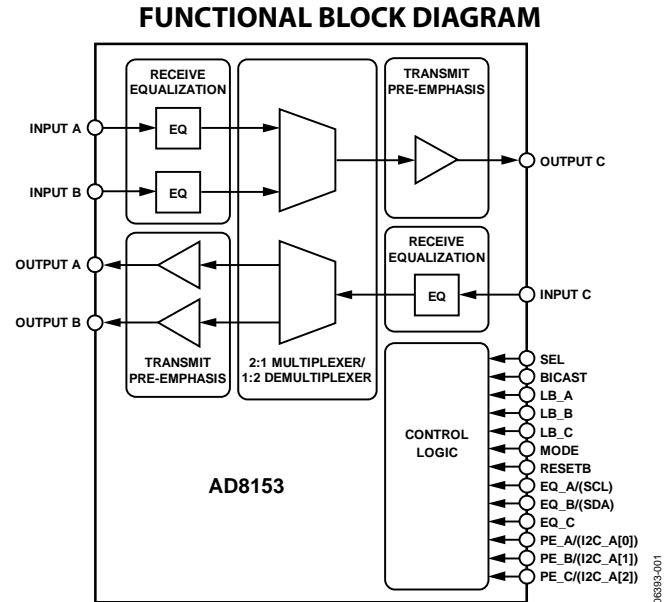 FUNCTIONAL BLOCK DIAGRAM
RECEIVE
EQUALIZATION
TRANSMIT
PRE-EMPHASIS
INPUT A
EQ
OUTPUT C
INPUT B
EQ
RECEIVE
EQUALIZATION
OUTPUT A
EQ
INPUT C
OUTPUT B
TRANSMIT
PRE-EMPHASIS
2:1 MULTIPLEXER/
1:2 DEMULTIPLEXER
CONTROL
LOGIC
SEL
BICAST
LB_A
LB_B
LB_C
MODE
RESETB
EQ_A/(SCL)
EQ_B/(SDA)
EQ_C
PE_A/(I2C_A[0])
PE_B/(I2C_A[1])
PE_C/(I2C_A[2])
AD8153
06393-001